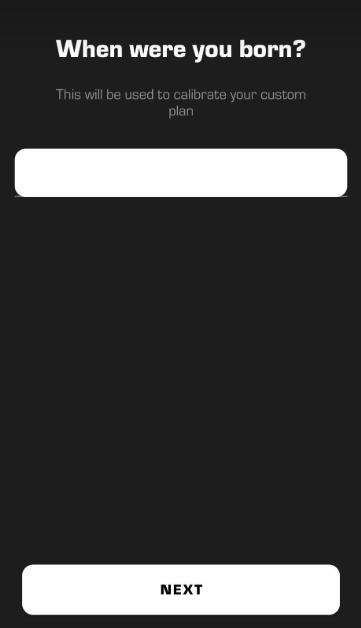 When were you born?
This will be used to calibrate your custom
plan
NEXT